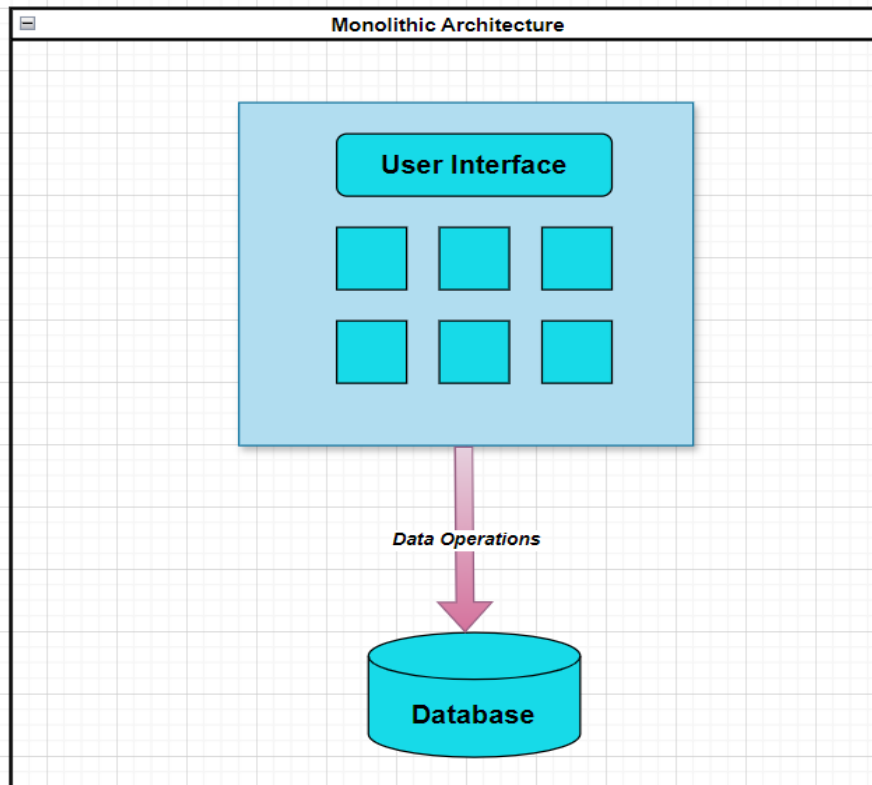 Monolithic Architecture
User Interface
Data Operations
Database